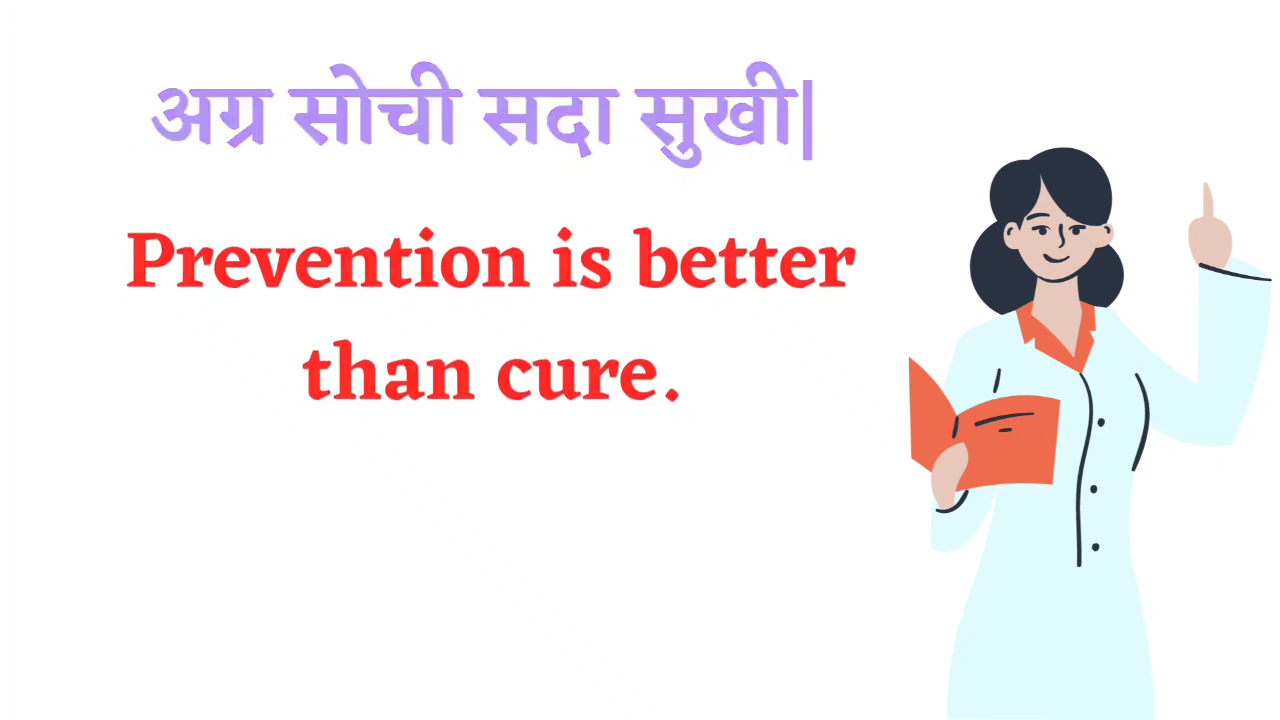 अग्र सोची सदा सुखी|
Prevention is better
than cure.